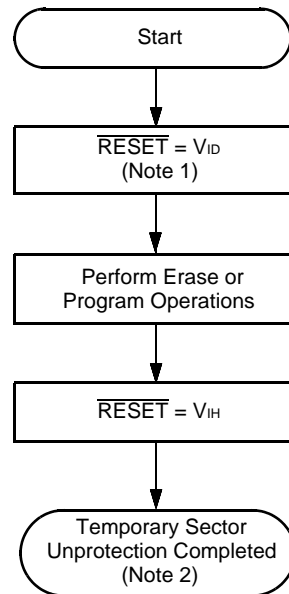 Start
RESET = VID
(Note 1)
Perform Erase or
Program Operations
RESET = VIH
Temporary Sector
Unprotection Completed
(Note 2)